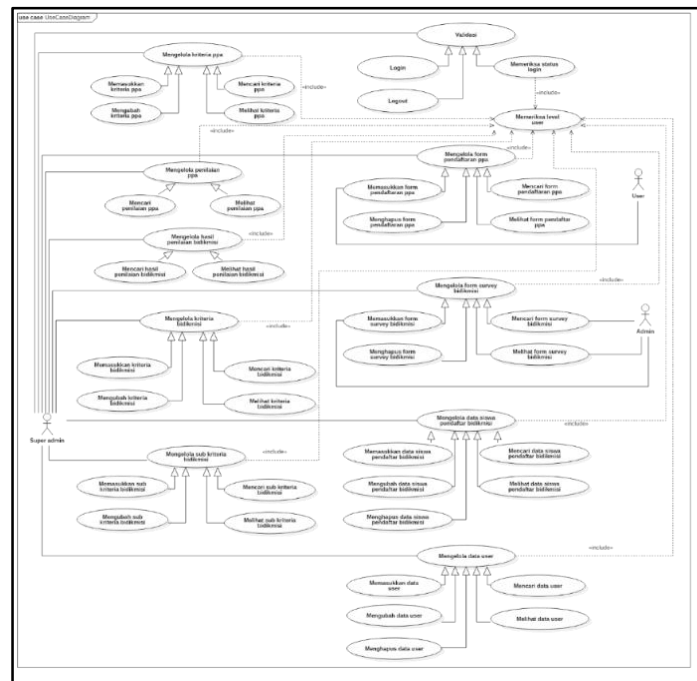 use case UseCaseDiagram
Validasi
Mengelola kriteria ppa
Login
Memeriksa status
login
Memasukkan
kriteria ppa
Mencari kriteria
ppa
Logout
Mengubah
kriteria ppa
Melihat kriteria
ppa
«include»
«include»
Memeriksa level
user
«include»
Mengelola form
pendaftaran ppa
«include»
Mengelola penilaian
ppa
«include»
Memasukkan form
pendaftaran ppa
Mencari form
pendaftaran ppa
User
Mencari
penilaian ppa
Melihat
penilaian ppa
Menghapus form
pendaftaran ppa
Melihat form pendaftar
ppa
Mengelola hasil
penilaian bidikmisi
«include»
Mencari hasil
penilaian bidikmisi
Melihat hasil
penilaian bidikmisi
Mengelola form
survey bidikmisi
«include»
Mengelola kriteria
bidikmisi
«include»
Memasukkan form
survey bidikmisi
Mencari form survey
bidikmisi
Admin
Menghapus form
survey bidikmisi
Melihat form survey
bidikmisi
Memasukkan kriteria
bidikmisi
Mencari kriteria
bidikmisi
Mengubah kriteria
bidikmisi
Melihat kriteria
bidikmisi
Super admin
Mengelola data siswa
pendaftar bidikmisi
«include»
Mengelola sub kriteria
bidikmisi
«include»
Memasukkan data siswa
pendaftar bidikmisi
Mencari data siswa
pendaftar bidikmisi
Memasukkan sub
kriteria bidikmisi
Mencari sub
kriteria bidikmisi
Mengubah data siswa
pendaftar bidikmisi
Melihat data siswa
pendaftar bidikmisi
Mengubah sub
kriteria bidikmisi
Melihat sub kriteria
bidikmisi
Menghapus data siswa
pendaftar bidikmisi
Mengelola data user
«include»
Memasukkan data
user
Mencari data user
Mengubah data user
Melihat data user
Menghapus data user